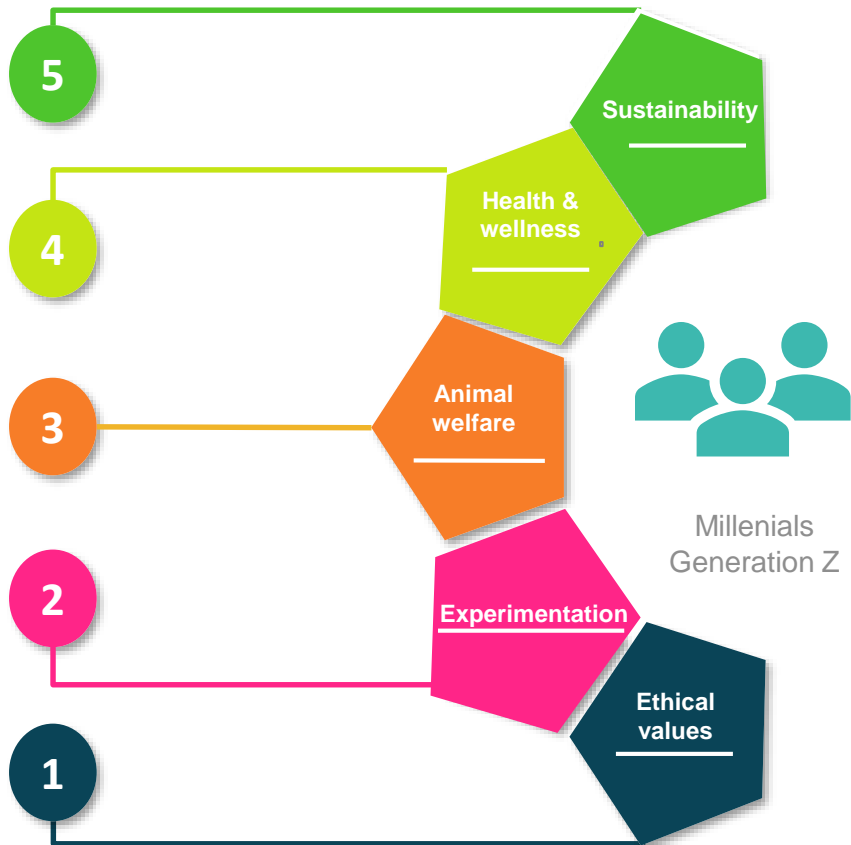 5
Sustainability
4
Health &
wellness
3
Animal
welfare
Millenials
Generation Z
2
Experimentation
1
Ethical
values